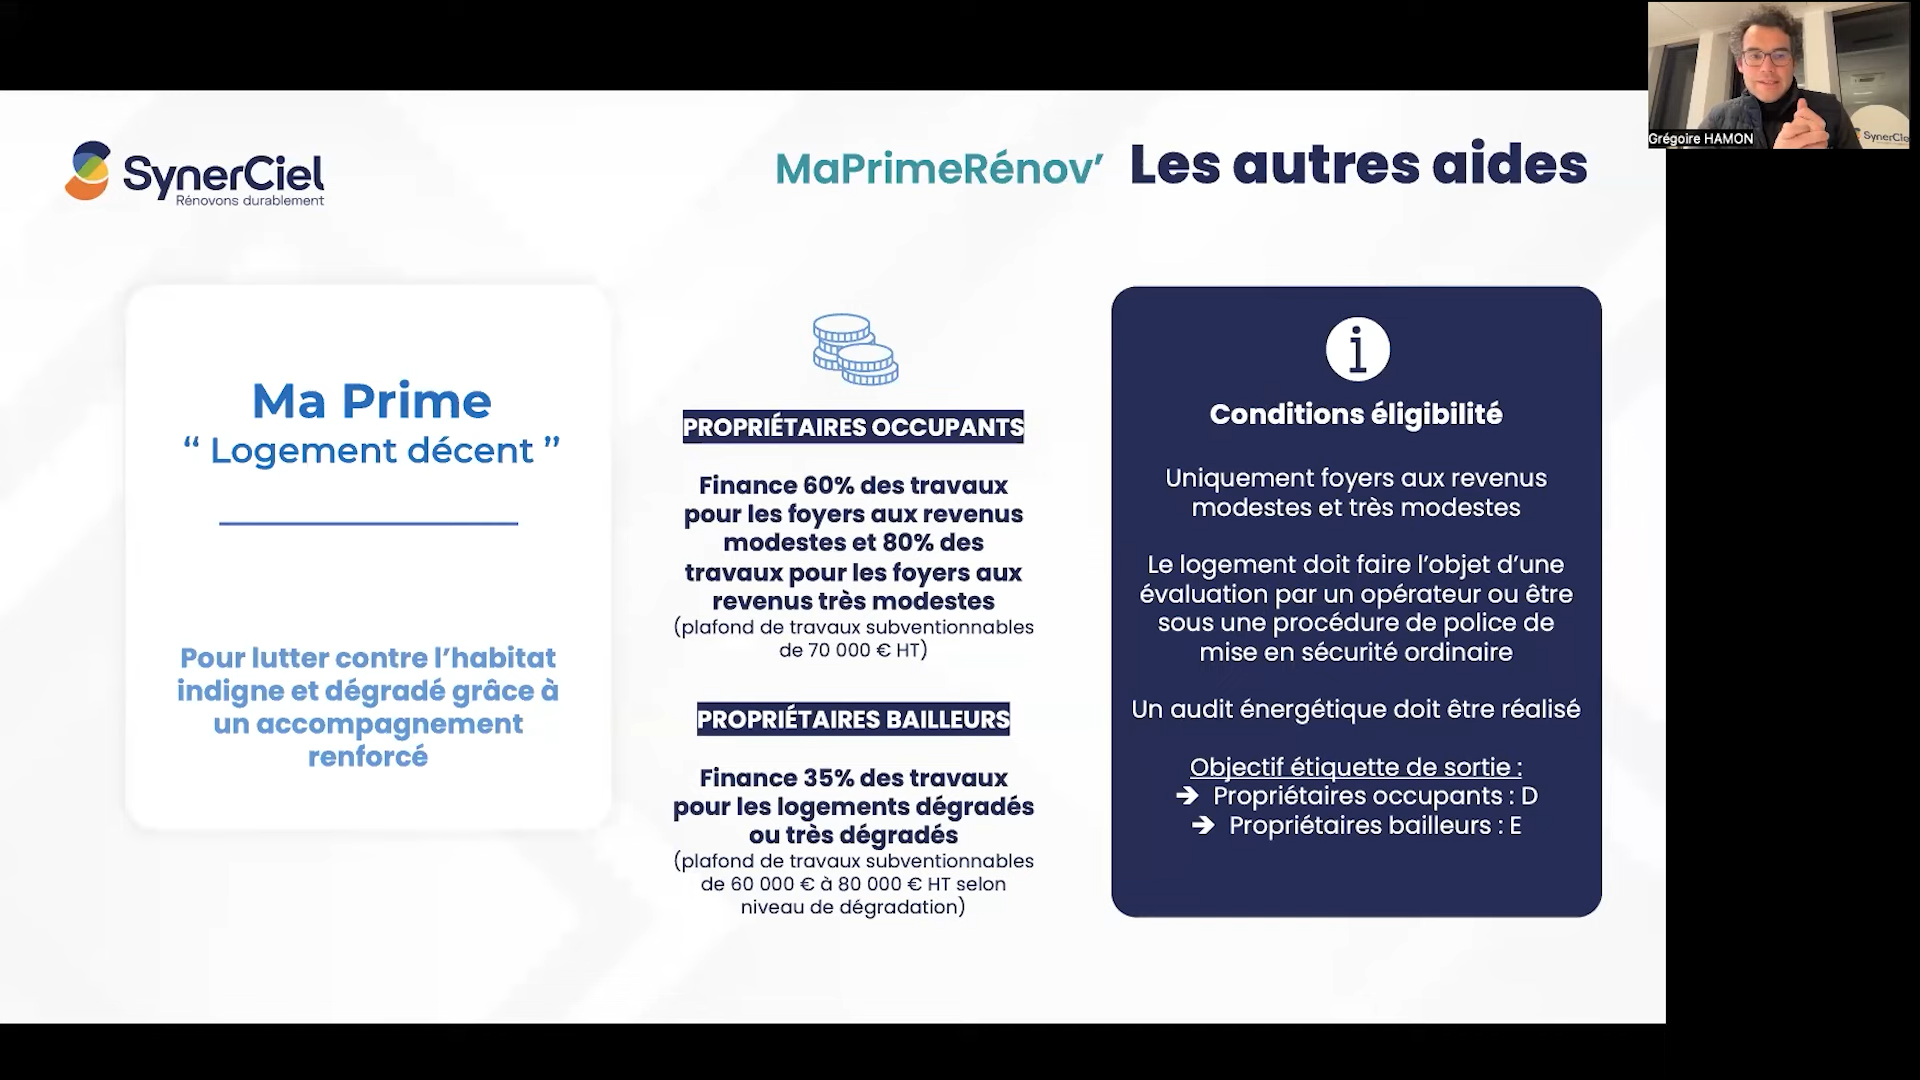 Grégoire HAMON
SynerCie
SynerCiel
Rénovons durablement
MaPrimeRénov’ Les autres aides
Ma Prime
“ Logement décent ”
Pour lutter contre l’habitat
indigne et dégradé grâce à
un accompagnement
renforcé
PROPRIÉTAIRES OCCUPANTS
Finance 60% des travaux
pour les foyers aux revenus
modestes et 80% des
travaux pour les foyers aux
revenus très modestes
(plafond de travaux subventionnables
de 70 000 € HT)
PROPRIÉTAIRES BAILLEURS
Finance 35% des travaux
pour les logements dégradés
ou très dégradés
(plafond de travaux subventionnables
de 60 000 € à 80 000 € HT selon
niveau de dégradation)
i
Conditions éligibilité
Uniquement foyers aux revenus
modestes et très modestes
Le logement doit faire l’objet d’une
évaluation par un opérateur ou être
sous une procédure de police de
mise en sécurité ordinaire
Un audit énergétique doit être réalisé
Objectif étiquette de sortie :
➔ Propriétaires occupants : D
➔ Propriétaires bailleurs : E